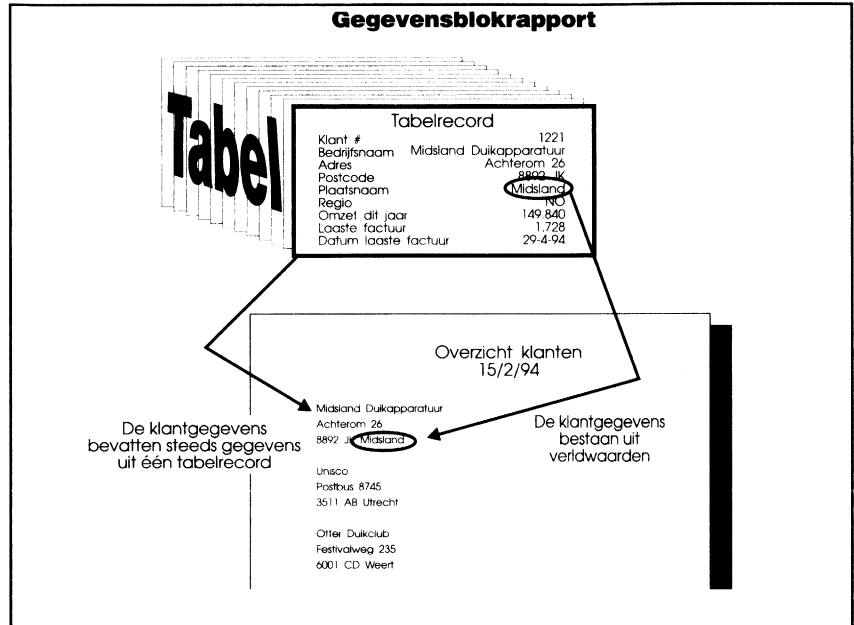 Gegevensblokrapport
Tabel
Tabelrecord
Klant # 1221
Bedrijfsnaam Midsland Duikapparatuur
Adres Achterom 26
Postcode 8892 JK
Plaatsnaam Midsland
Regio NO
Omzet dit jaar 149.840
Laaste factuur 1.728
Datum laaste factuur 29-4-94
Overzicht klanten
15/2/94
Midsland Duikapparatuur
Achterom 26
8892 J Midsland
Unisco
Postbus 8745
3511 AB Utrecht
Otter Duikclub
Festivalweg 235
6001 CD Weert
De klantgegevens
bevatten steeds gegevens
uit één tabelrecord
De klantgegevens
bestaan uit
verldwaarden